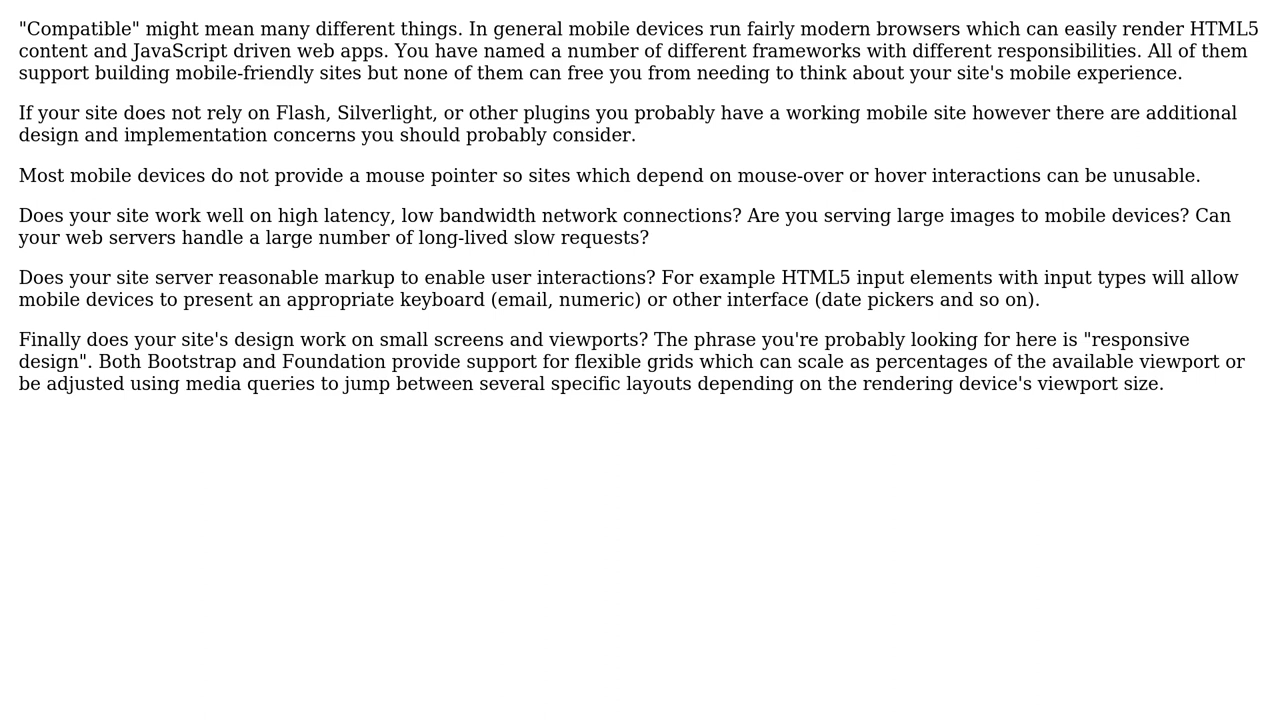 "Compatible" might mean many different things. In general mobile devices run fairly modern browsers which can easily render HTML5
content and JavaScript driven web apps. You have named a number of different frameworks with different responsibilities. All of them
support building mobile-friendly sites but none of them can free you from needing to think about your site's mobile experience.
If your site does not rely on Flash, Silverlight, or other plugins you probably have a working mobile site however there are additional
design and implementation concerns you should probably consider.
Most mobile devices do not provide a mouse pointer so sites which depend on mouse-over or hover interactions can be unusable.
Does your site work well on high latency, low bandwidth network connections? Are you serving large images to mobile devices? Can
your web servers handle a large number of long-lived slow requests?
Does your site server reasonable markup to enable user interactions? For example HTML5 input elements with input types will allow
mobile devices to present an appropriate keyboard (email, numeric) or other interface (date pickers and so on).
Finally does your site's design work on small screens and viewports? The phrase you're probably looking for here is "responsive
design". Both Bootstrap and Foundation provide support for flexible grids which can scale as percentages of the available viewport or
be adjusted using media queries to jump between several specific layouts depending on the rendering device's viewport size.